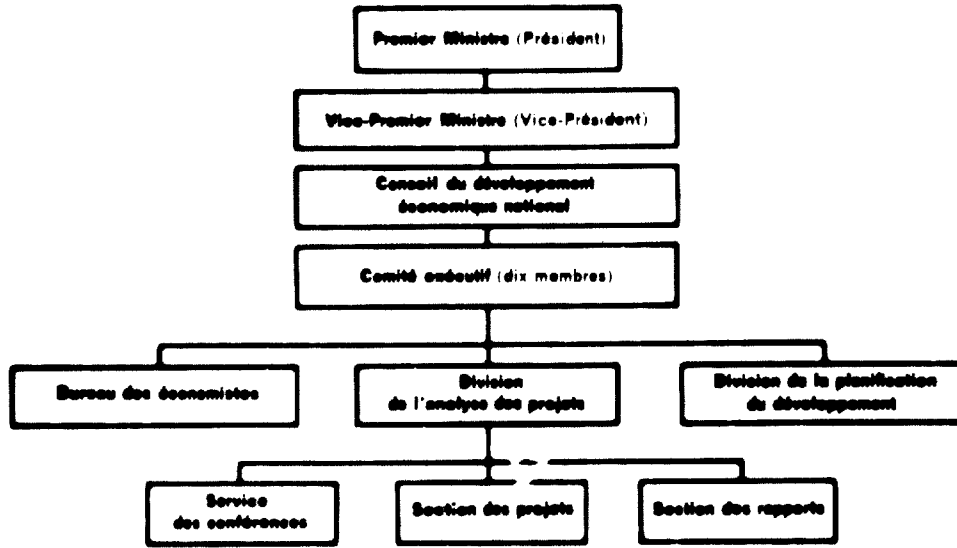 Premier Ministre (Président)
Vice-Premier Ministre (Vice-Président)
Conseil du développement
économique national
Comité exécutif (dix membres)
Bureau des économistes
Division
de l'analyse des projets
Division de la planification
du développement
Service
des conférences
Section des projets
Section des rapports